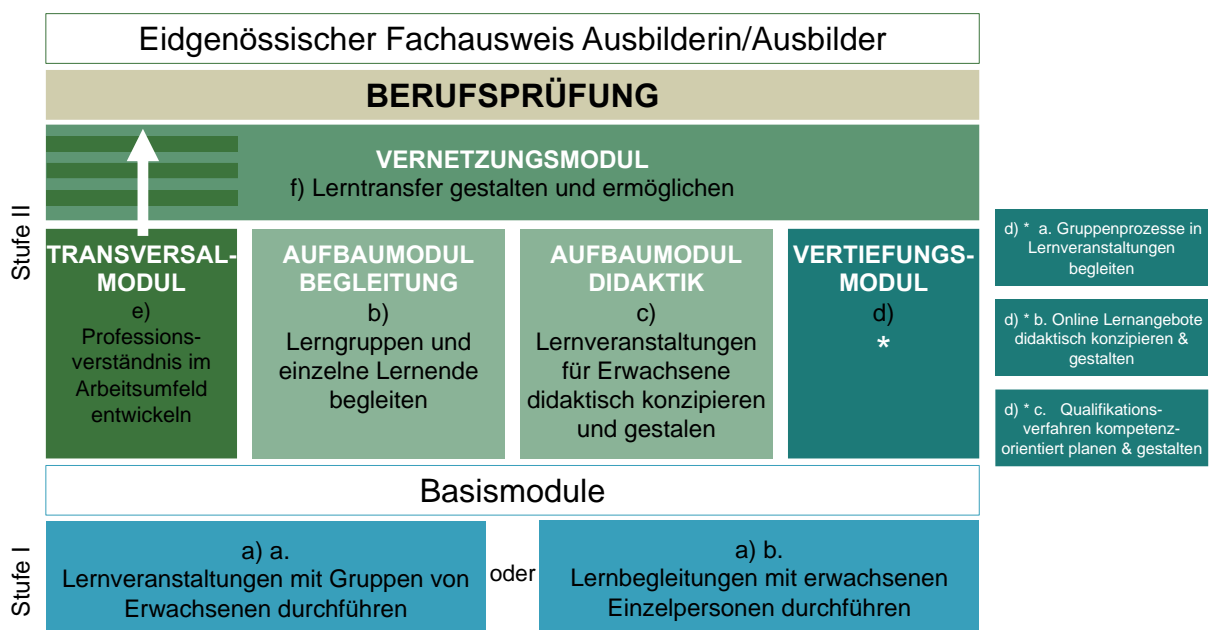 Eidgenössischer Fachausweis Ausbilderin/Ausbilder
BERUFSPRÜFUNG
VERNETZUNGSMODUL
f) Lerntransfer gestalten und ermöglichen
Stufe II
TRANSVERSAL-
MODUL
e)
Professions-
verständnis im
Arbeitsumfeld
entwickeln
AUFBAUMODUL
BEGLEITUNG
b)
Lerngruppen und
einzelne Lernende
begleiten
AUFBAUMODUL
DIDAKTIK
c)
Lernveranstaltungen
für Erwachsene
didaktisch konzipieren
und gestalen
VERTIEFUNGS-
MODUL
d)
*
d) * a. Gruppenprozesse in
Lernveranstaltungen
begleiten
d) * b. Online Lernangebote
didaktisch konzipieren &
gestalten
d) * c. Qualifikations-
verfahren kompetenz-
orientiert planen & gestalten
Basismodule
Stufe I
a) a.
Lernveranstaltungen mit Gruppen von
Erwachsenen durchführen
oder
a) b.
Lernbegleitungen mit erwachsenen
Einzelpersonen durchführen